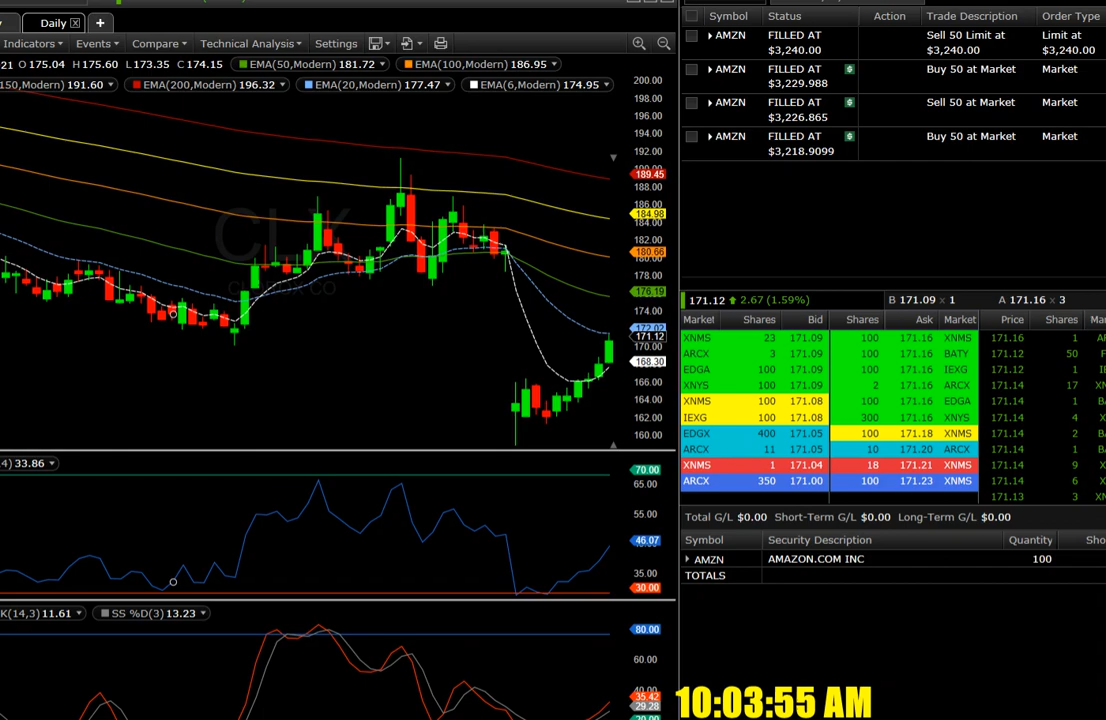 Daily
+
Indicators Events Compare Technical Analysis Settings
21 O 175.04 H 175.60 L 173.35 C 174.15 EMA(50,Modern) 181.72 EMA(100,Modern) 186.95
150,Modern) 191.60 EMA(200,Modern) 196.32 EMA(20,Modern) 177.47 EMA(6,Modern) 174.95
200.00
198.00
196.00
194.00
192.00
189.45
188.00
186.00
184.98
184.00
182.00
180.66
178.00
176.19
174.00
172.02
171.12
170.00
168.30
166.00
164.00
162.00
160.00
CLX
4) 33.86
70.00
65.00
55.00
46.07
35.00
30.00
K(14,3) 11.61 SS %D(3) 13.23
80.00
60.00
40.00
35.42
29.28
20.00
Symbol Status Action Trade Description Order Type
AMZN FILLED AT $3,240.00 Sell 50 Limit at $3,240.00 Limit at $3,240.00
AMZN FILLED AT $3,229.988 Buy 50 at Market Market
AMZN FILLED AT $3,226.865 Sell 50 at Market Market
AMZN FILLED AT $3,218.9099 Buy 50 at Market Market
171.12 2.67 (1.59%) B 171.09 x 1 A 171.16 x 3
Market Shares Bid Shares Ask Market Price Shares
XNMS 23 171.09 100 171.16 XNMS 171.16 1
ARCX 3 171.09 100 171.16 BATY 171.12 50
EDGA 100 171.09 100 171.16 IEXG 171.12 1
XNYS 100 171.09 2 171.16 ARCX 171.14 17
XNMS 100 171.08 100 171.16 EDGA 171.14 1
IEXG 100 171.08 300 171.16 XNYS 171.14 4
EDGX 400 171.05 100 171.18 XNMS 171.14 2
ARCX 11 171.05 10 171.20 ARCX 171.14 1
XNMS 1 171.04 18 171.21 XNMS 171.14 9
ARCX 350 171.00 100 171.23 XNMS 171.14 6
171.13 3
Total G/L $0.00 Short-Term G/L $0.00 Long-Term G/L $0.00
Symbol Security Description Quantity
AMZN AMAZON.COM INC 100
TOTALS
10:03:55 AM